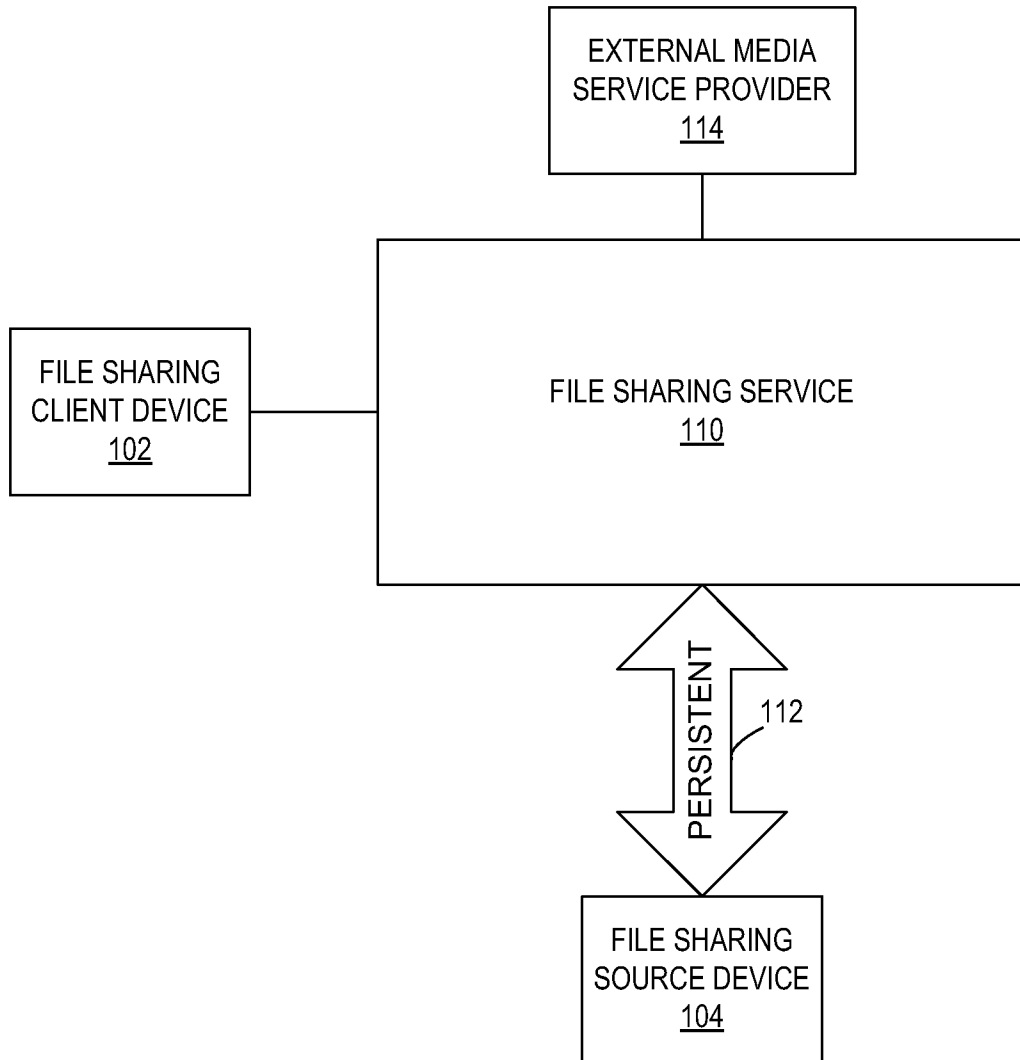 EXTERNAL MEDIA
SERVICE PROVIDER
114
FILE SHARING
CLIENT DEVICE
102
FILE SHARING SERVICE
110
PERSISTENT
112
FILE SHARING
SOURCE DEVICE
104